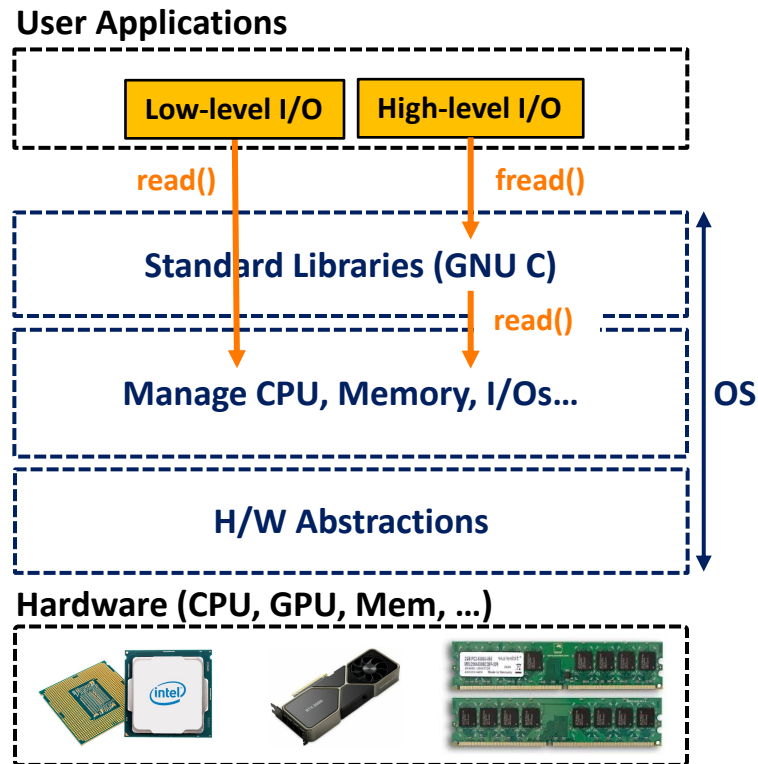 User Applications
Low-level I/O
High-level I/O
read()
fread()
Standard Libraries (GNU C)
read()
Manage CPU, Memory, I/Os...
OS
H/W Abstractions
Hardware (CPU, GPU, Mem, ...)
intel